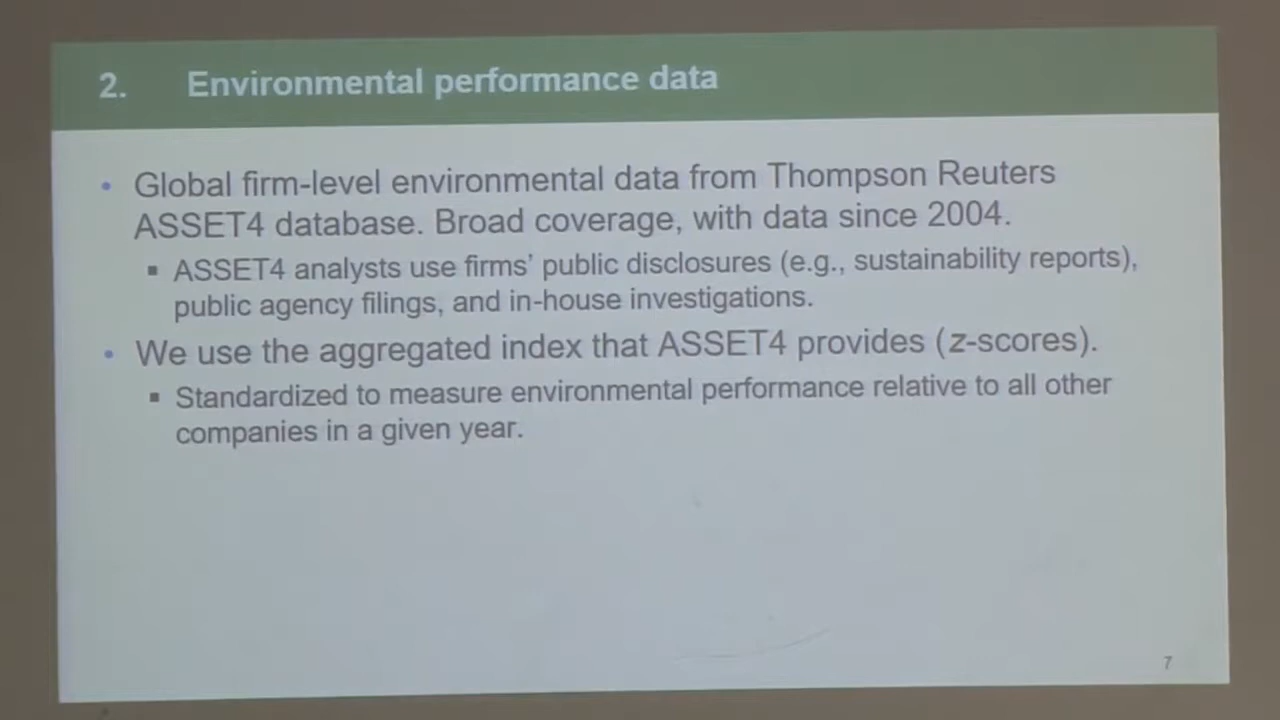 2. Environmental performance data
• Global firm-level environmental data from Thompson Reuters
ASSET4 database. Broad coverage, with data since 2004.
▪ ASSET4 analysts use firms’ public disclosures (e.g., sustainability reports),
public agency filings, and in-house investigations.
• We use the aggregated index that ASSET4 provides (z-scores).
▪ Standardized to measure environmental performance relative to all other
companies in a given year.
7